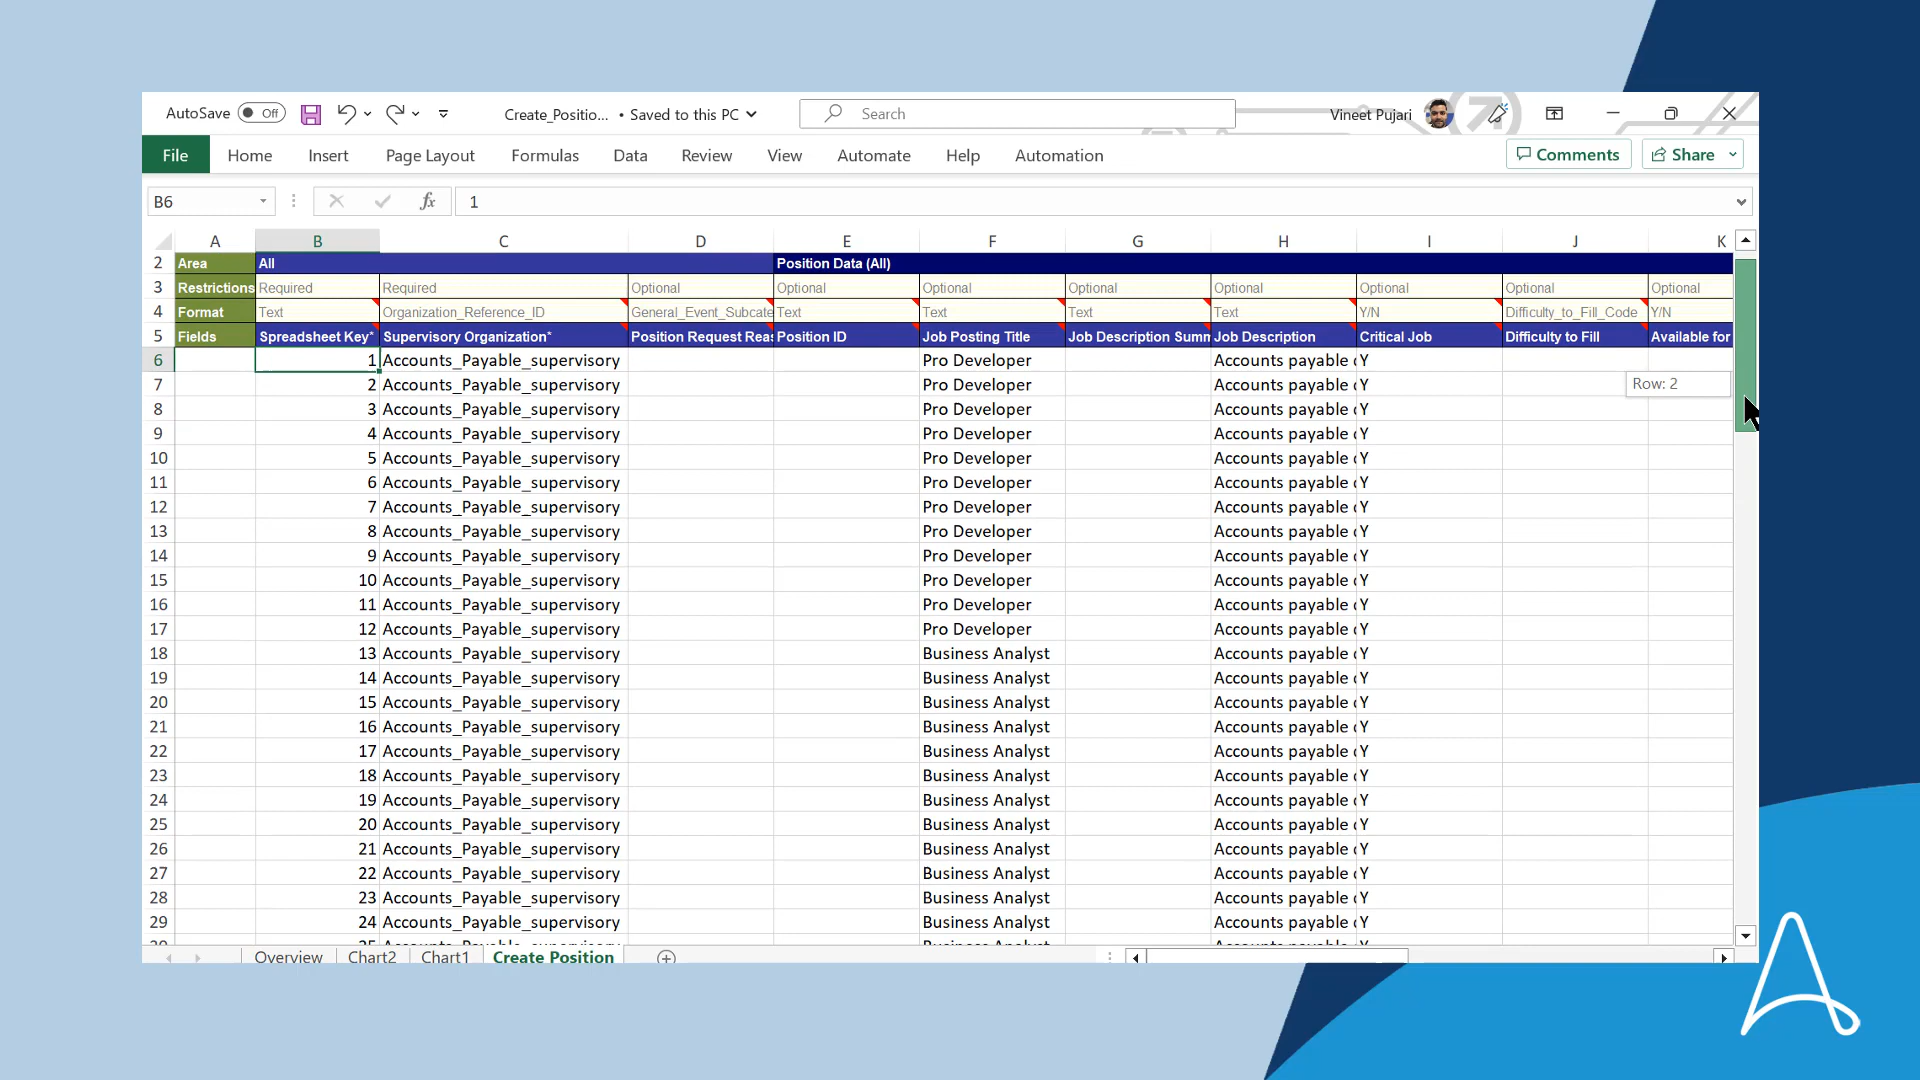 AutoSave Off Create_Positio... • Saved to this PC Search Vineet Pujari
File Home Insert Page Layout Formulas Data Review View Automate Help Automation Comments Share
B6 fx 1
A B C D E F G H I J K
2 Area All Position Data (All)
3 Restrictions Required Required Optional Optional Optional Optional Optional Optional Optional Optional
4 Format Text Organization_Reference_ID General_Event_Subcate Text Text Text Text Y/N Difficulty_to_Fill_Code Y/N
5 Fields Spreadsheet Key* Supervisory Organization* Position Request Reas Position ID Job Posting Title Job Description Summ Job Description Critical Job Difficulty to Fill Available for
6 1 Accounts_Payable_supervisory Pro Developer Accounts payable Y
7 2 Accounts_Payable_supervisory Pro Developer Accounts payable Y Row: 2
8 3 Accounts_Payable_supervisory Pro Developer Accounts payable Y
9 4 Accounts_Payable_supervisory Pro Developer Accounts payable Y
10 5 Accounts_Payable_supervisory Pro Developer Accounts payable Y
11 6 Accounts_Payable_supervisory Pro Developer Accounts payable Y
12 7 Accounts_Payable_supervisory Pro Developer Accounts payable Y
13 8 Accounts_Payable_supervisory Pro Developer Accounts payable Y
14 9 Accounts_Payable_supervisory Pro Developer Accounts payable Y
15 10 Accounts_Payable_supervisory Pro Developer Accounts payable Y
16 11 Accounts_Payable_supervisory Pro Developer Accounts payable Y
17 12 Accounts_Payable_supervisory Pro Developer Accounts payable Y
18 13 Accounts_Payable_supervisory Business Analyst Accounts payable Y
19 14 Accounts_Payable_supervisory Business Analyst Accounts payable Y
20 15 Accounts_Payable_supervisory Business Analyst Accounts payable Y
21 16 Accounts_Payable_supervisory Business Analyst Accounts payable Y
22 17 Accounts_Payable_supervisory Business Analyst Accounts payable Y
23 18 Accounts_Payable_supervisory Business Analyst Accounts payable Y
24 19 Accounts_Payable_supervisory Business Analyst Accounts payable Y
25 20 Accounts_Payable_supervisory Business Analyst Accounts payable Y
26 21 Accounts_Payable_supervisory Business Analyst Accounts payable Y
27 22 Accounts_Payable_supervisory Business Analyst Accounts payable Y
28 23 Accounts_Payable_supervisory Business Analyst Accounts payable Y
29 24 Accounts_Payable_supervisory Business Analyst Accounts payable Y
Overview Chart2 Chart1 Create Position